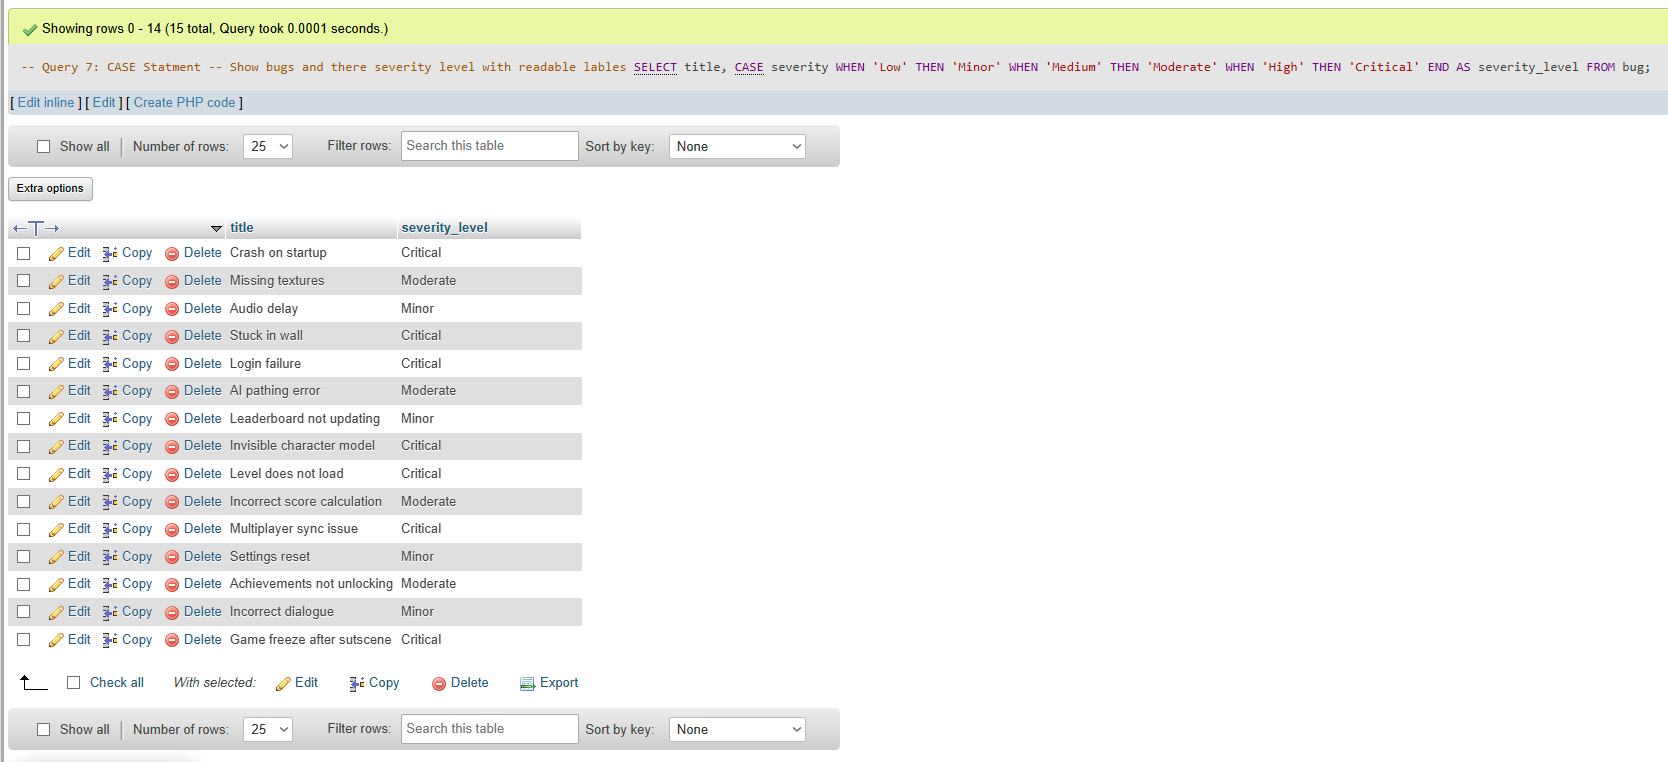 Showing rows 0 - 14 (15 total, Query took 0.0001 seconds.)
-- Query 7: CASE Statment -- Show bugs and there severity level with readable lables SELECT title, CASE severity WHEN 'Low' THEN 'Minor' WHEN 'Medium' THEN 'Moderate' WHEN 'High' THEN 'Critical' END AS severity_level FROM bug;
[ Edit inline ] [ Edit ] [ Create PHP code ]
Show all Number of rows: 25 Filter rows: Search this table Sort by key: None
Extra options
title severity_level
Edit Copy Delete Crash on startup Critical
Edit Copy Delete Missing textures Moderate
Edit Copy Delete Audio delay Minor
Edit Copy Delete Stuck in wall Critical
Edit Copy Delete Login failure Critical
Edit Copy Delete AI pathing error Moderate
Edit Copy Delete Leaderboard not updating Minor
Edit Copy Delete Invisible character model Critical
Edit Copy Delete Level does not load Critical
Edit Copy Delete Incorrect score calculation Moderate
Edit Copy Delete Multiplayer sync issue Critical
Edit Copy Delete Settings reset Minor
Edit Copy Delete Achievements not unlocking Moderate
Edit Copy Delete Incorrect dialogue Minor
Edit Copy Delete Game freeze after sutscene Critical
Check all With selected: Edit Copy Delete Export
Show all Number of rows: 25 Filter rows: Search this table Sort by key: None